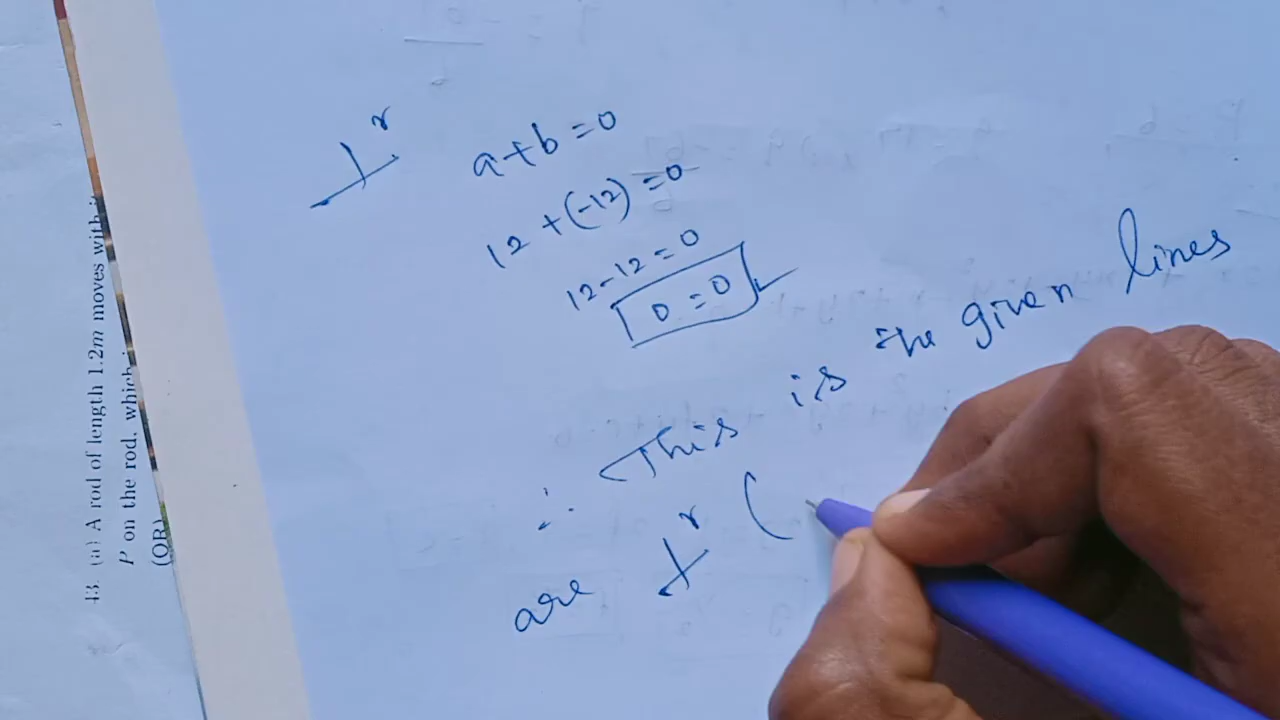 ⊥r a+b=0
12+(-12)=0
12-12=0
0=0
∴ This is the given lines
are ⊥r (
43. (a) A rod of length 1.2m moves with
P on the rod, which
(OR)